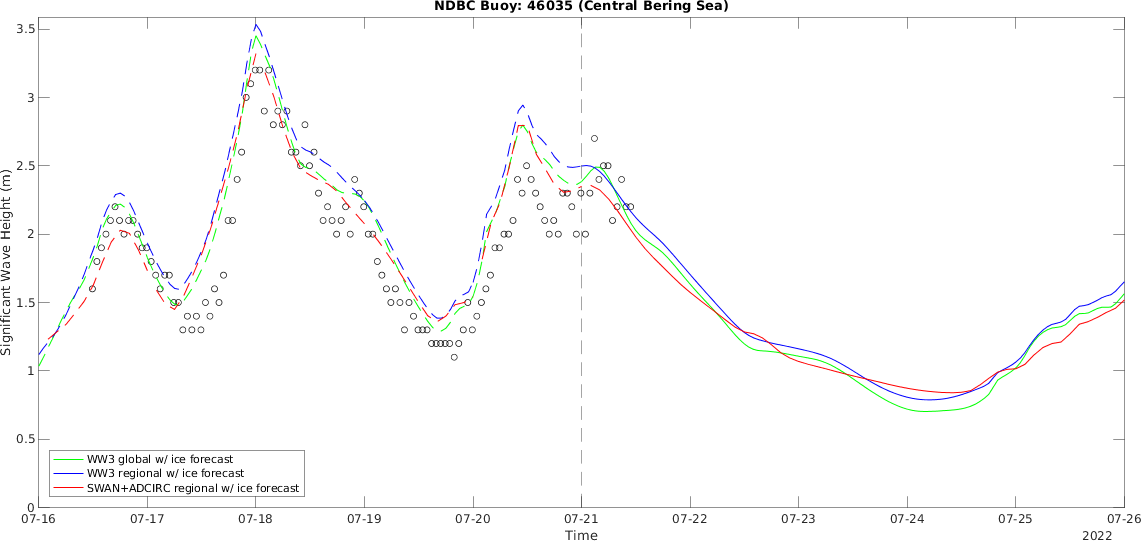 NDBC Buoy: 46035 (Central Bering Sea)
Significant Wave Height (m)
3.5
3
2.5
2
1.5
1
0.5
0
WW3 global w/ ice forecast
WW3 regional w/ ice forecast
SWAN+ADCIRC regional w/ ice forecast
07-16 07-17 07-18 07-19 07-20 07-21 07-22 07-23 07-24 07-25 07-26
Time
2022